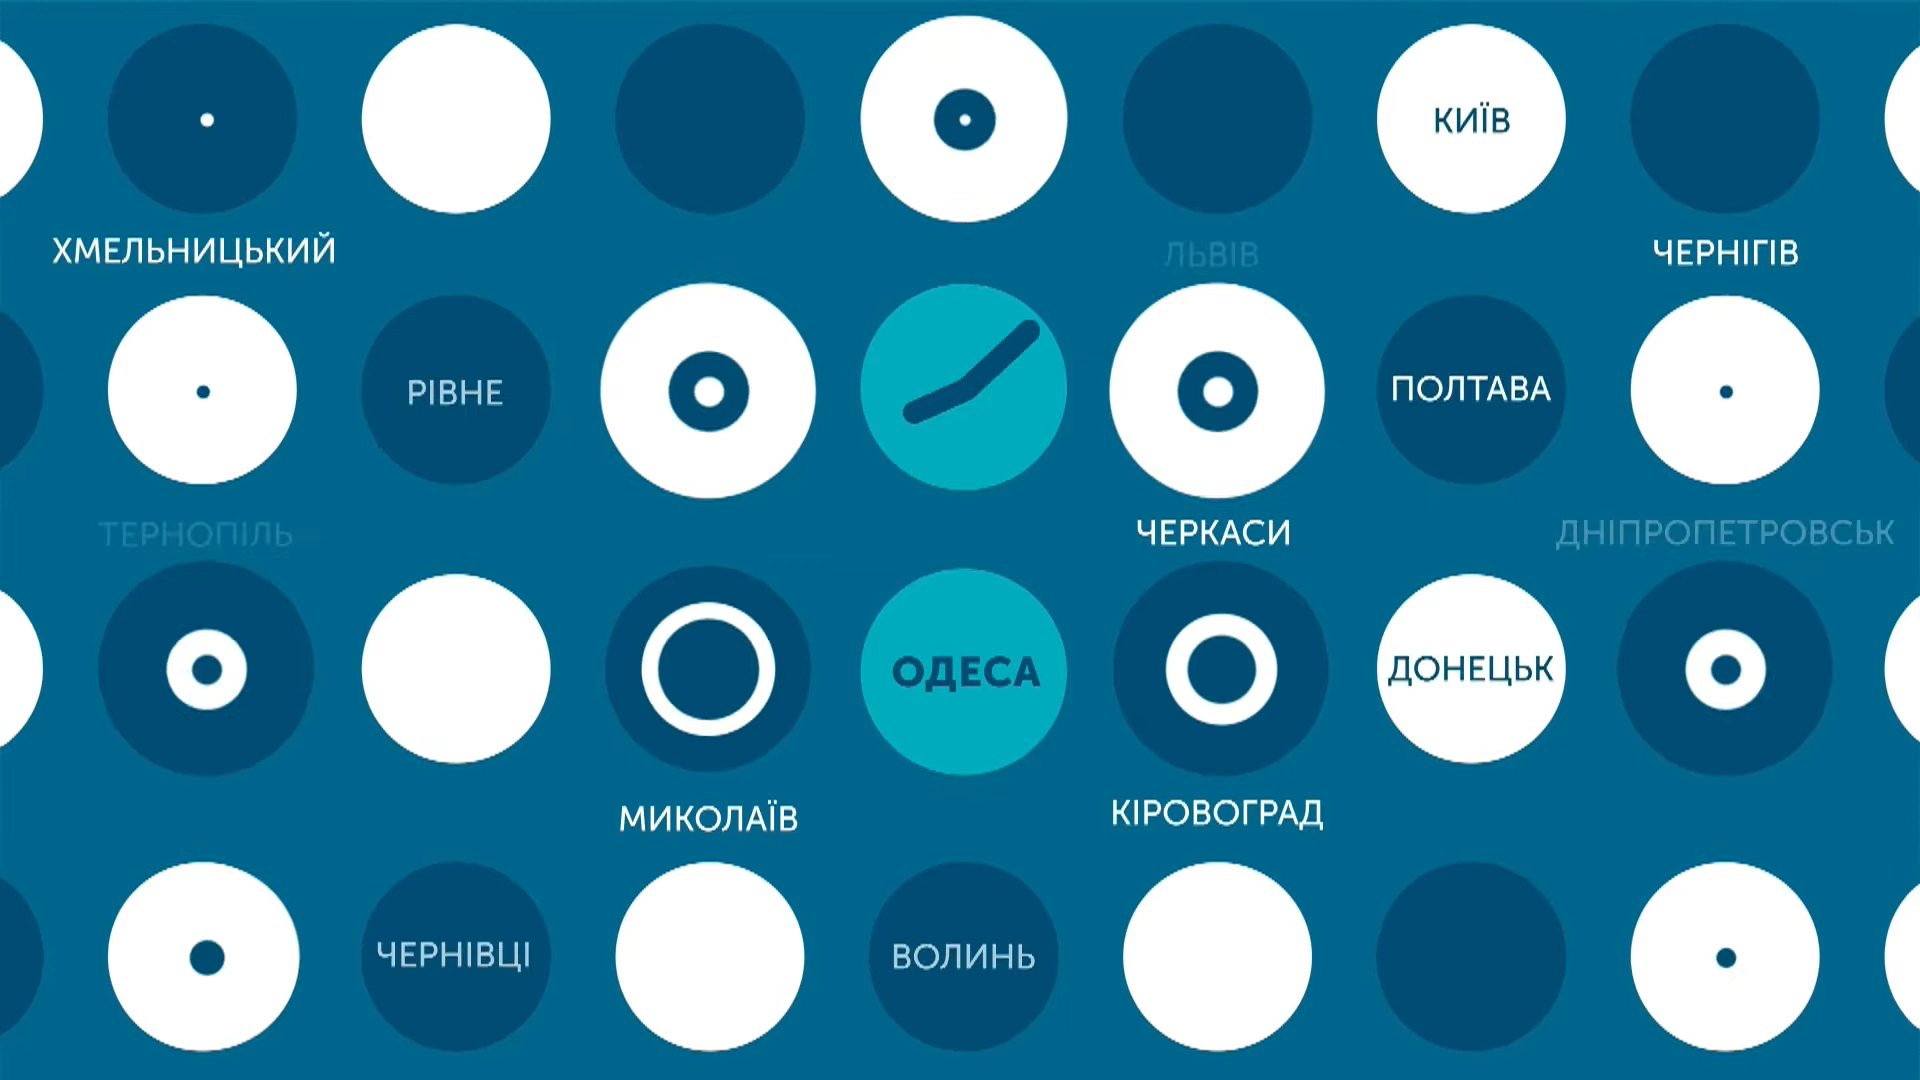 КИЇВ
ХМЕЛЬНИЦЬКИЙ
ЛЬВІВ
ЧЕРНІГІВ
РІВНЕ
ПОЛТАВА
ТЕРНОПІЛЬ
ЧЕРКАСИ
ДНІПРОПЕТРОВСЬК
ОДЕСА
ДОНЕЦЬК
МИКОЛАЇВ
КІРОВОГРАД
ЧЕРНІВЦІ
ВОЛИНЬ